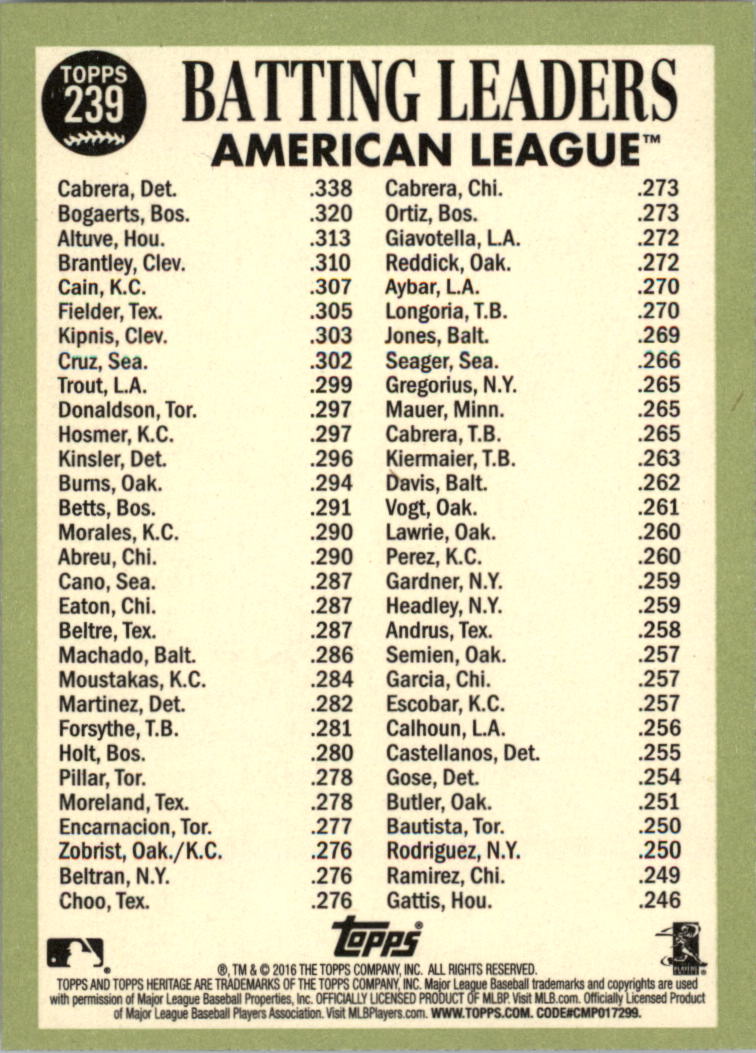 TOPPS
239
BATTING LEADERS
AMERICAN LEAGUE™
Cabrera, Det. .338
Bogaerts, Bos. .320
Altuve, Hou. .313
Brantley, Clev. .310
Cain, K.C. .307
Fielder, Tex. .305
Kipnis, Clev. .303
Cruz, Sea. .302
Trout, L.A. .299
Donaldson, Tor. .297
Hosmer, K.C. .297
Kinsler, Det. .296
Burns, Oak. .294
Betts, Bos. .291
Morales, K.C. .290
Abreu, Chi. .290
Cano, Sea. .287
Eaton, Chi. .287
Beltre, Tex. .287
Machado, Balt. .286
Moustakas, K.C. .284
Martinez, Det. .282
Forsythe, T.B. .281
Holt, Bos. .280
Pillar, Tor. .278
Moreland, Tex. .278
Encarnacion, Tor. .277
Zobrist, Oak./K.C. .276
Beltran, N.Y. .276
Choo, Tex. .276
Cabrera, Chi. .273
Ortiz, Bos. .273
Giavotella, L.A. .272
Reddick, Oak. .272
Aybar, L.A. .270
Longoria, T.B. .270
Jones, Balt. .269
Seager, Sea. .266
Gregorius, N.Y. .265
Mauer, Minn. .265
Cabrera, T.B. .265
Kiermaier, T.B. .263
Davis, Balt. .262
Vogt, Oak. .261
Lawrie, Oak. .260
Perez, K.C. .260
Gardner, N.Y. .259
Headley, N.Y. .259
Andrus, Tex. .258
Semien, Oak. .257
Garcia, Chi. .257
Escobar, K.C. .257
Calhoun, L.A. .256
Castellanos, Det. .255
Gose, Det. .254
Butler, Oak. .251
Bautista, Tor. .250
Rodriguez, N.Y. .250
Ramirez, Chi. .249
Gattis, Hou. .246
topps®
®, TM & © 2016 THE TOPPS COMPANY, INC. ALL RIGHTS RESERVED.
TOPPS AND TOPPS HERITAGE ARE TRADEMARKS OF THE TOPPS COMPANY, INC. Major League Baseball trademarks and copyrights are used
with permission of Major League Baseball Properties, Inc. OFFICIALLY LICENSED PRODUCT OF MLBP. Visit MLB.com. Officially Licensed Product
of Major League Baseball Players Association. Visit MLBPlayers.com. WWW.TOPPS.COM. CODE#CMP017299.